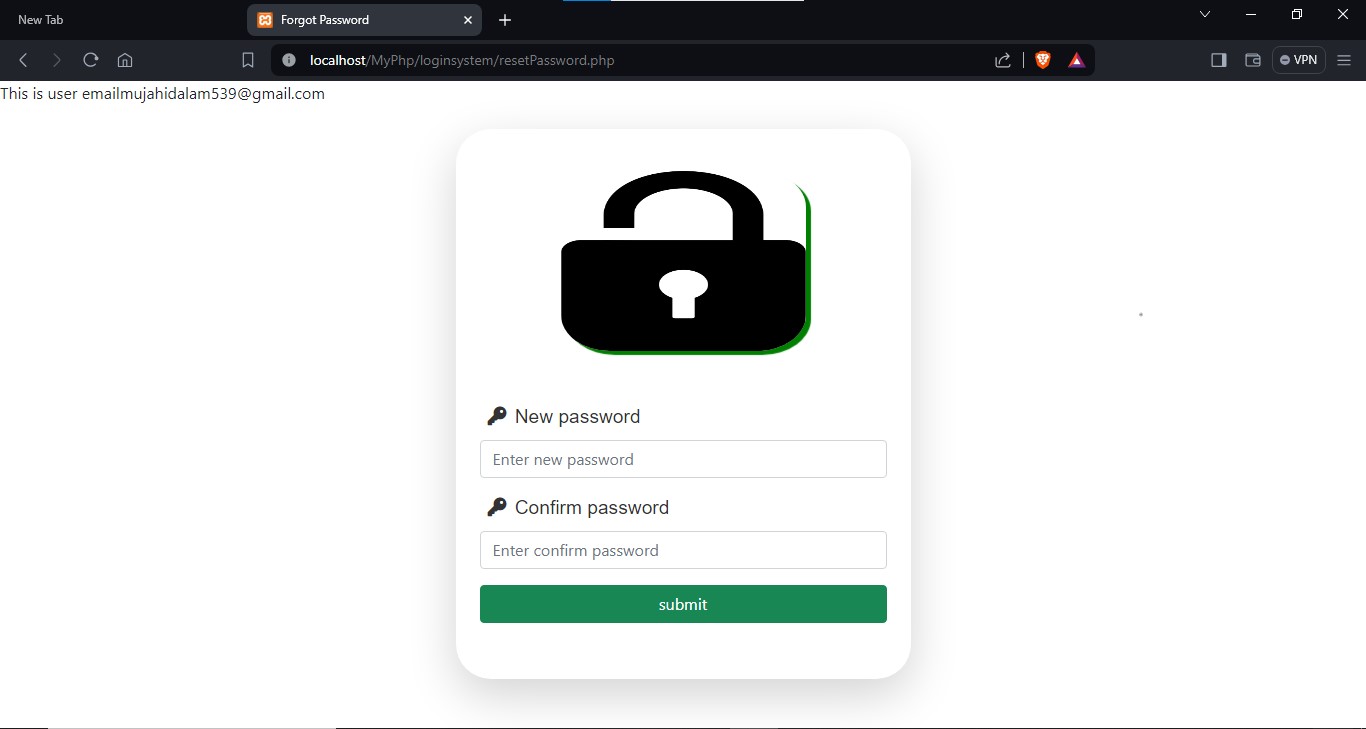 New Tab
Forgot Password
localhost/MyPhp/loginsystem/resetPassword.php
VPN
This is user emailmujahidalam539@gmail.com
New password
Enter new password
Confirm password
Enter confirm password
submit